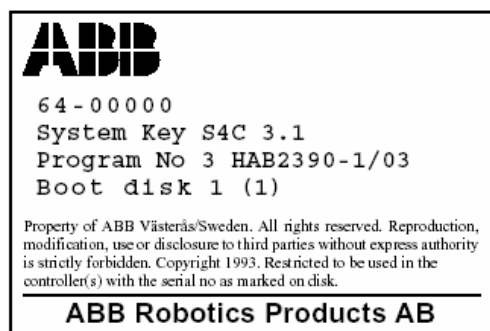 ABB
64-00000
System Key S4C 3.1
Program No 3 HAB2390-1/03
Boot disk 1 (1)
Property of ABB Västerås/Sweden. All rights reserved. Reproduction,
modification, use or disclosure to third parties without express authority
is strictly forbidden. Copyright 1993. Restricted to be used in the
controller(s) with the serial no as marked on disk.
ABB Robotics Products AB